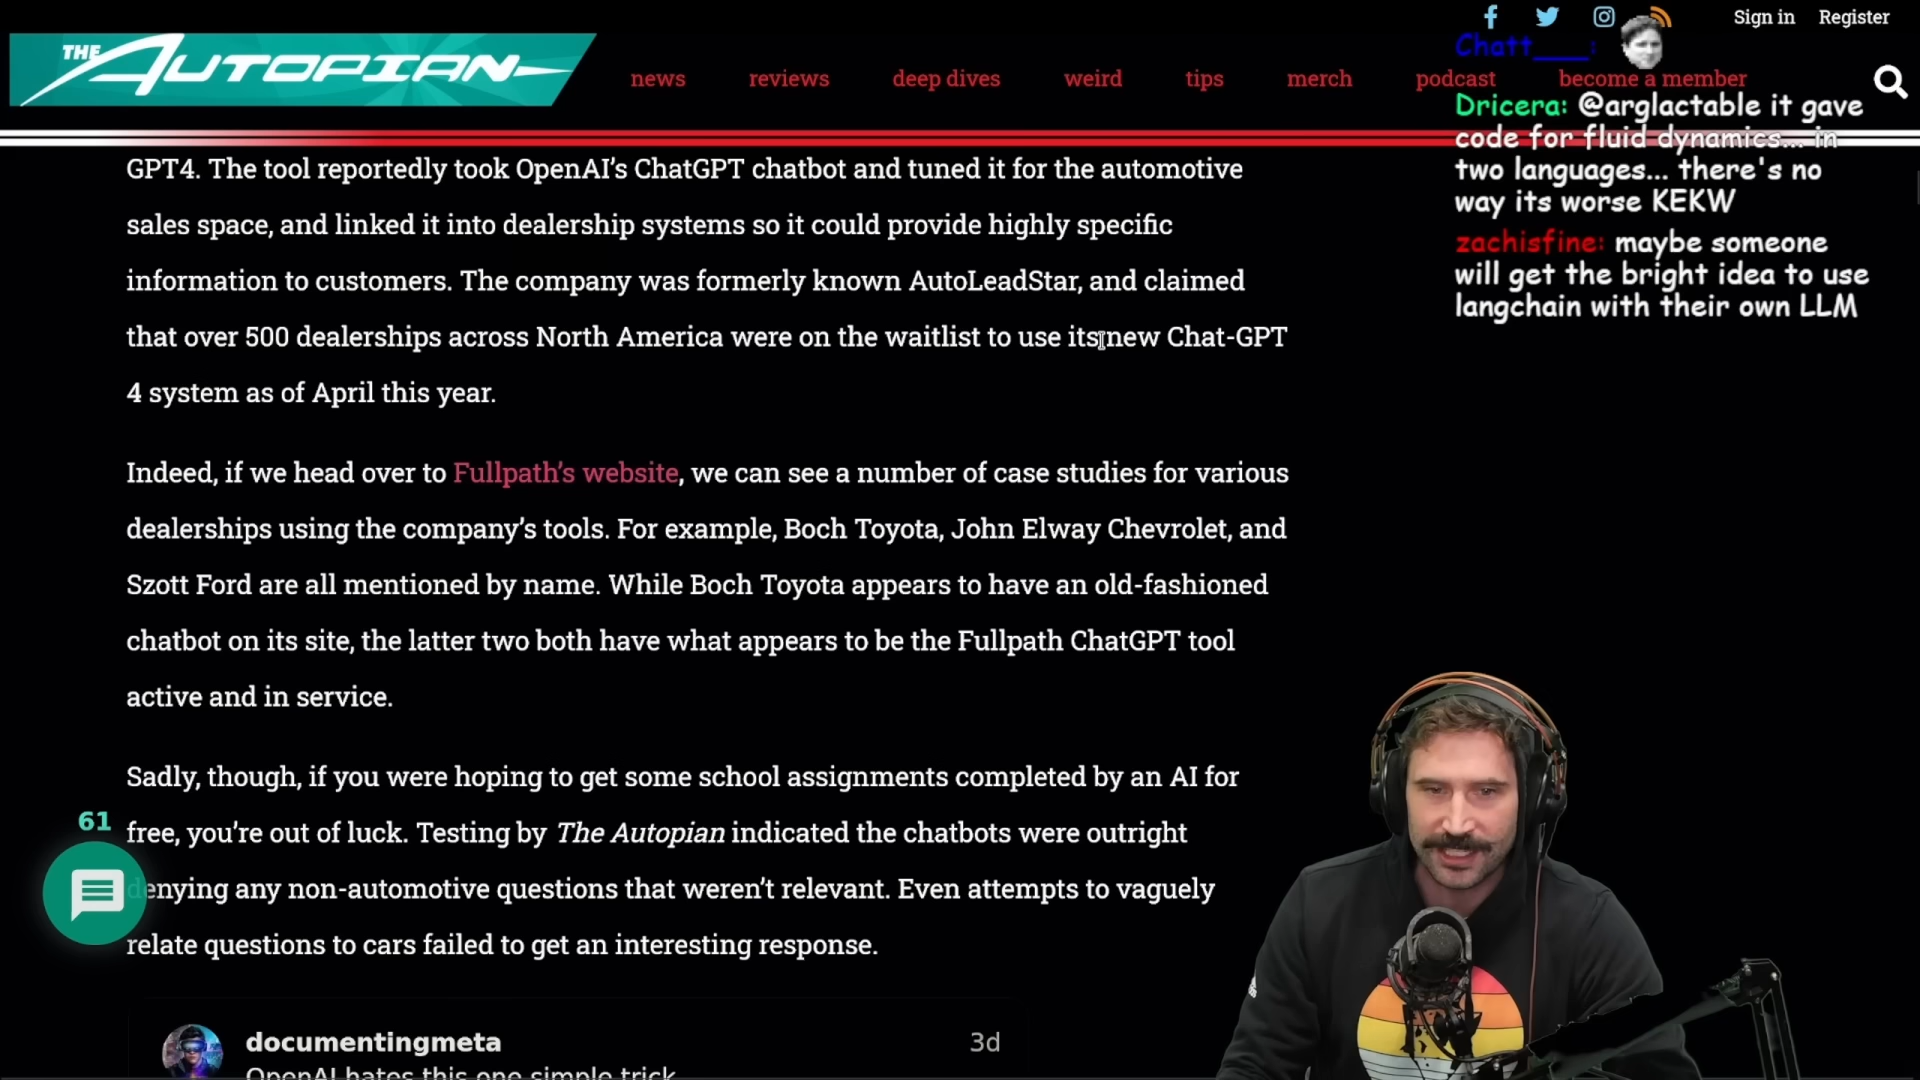 Sign in Register
THE AUTOPIAN
news reviews deep dives weird tips merch podcast become a member
GPT4. The tool reportedly took OpenAI’s ChatGPT chatbot and tuned it for the automotive
sales space, and linked it into dealership systems so it could provide highly specific
information to customers. The company was formerly known AutoLeadStar, and claimed
that over 500 dealerships across North America were on the waitlist to use its new Chat-GPT
4 system as of April this year.
Indeed, if we head over to Fullpath’s website, we can see a number of case studies for various
dealerships using the company’s tools. For example, Boch Toyota, John Elway Chevrolet, and
Szott Ford are all mentioned by name. While Boch Toyota appears to have an old-fashioned
chatbot on its site, the latter two both have what appears to be the Fullpath ChatGPT tool
active and in service.
Sadly, though, if you were hoping to get some school assignments completed by an AI for
free, you’re out of luck. Testing by The Autopian indicated the chatbots were outright
denying any non-automotive questions that weren’t relevant. Even attempts to vaguely
relate questions to cars failed to get an interesting response.
61
documentingmeta 3d
OpenAI hates this one simple trick
Chatt___:
Dricera: @arglactable it gave
code for fluid dynamics... in
two languages... there's no
way its worse KEKW
zachisfine: maybe someone
will get the bright idea to use
langchain with their own LLM